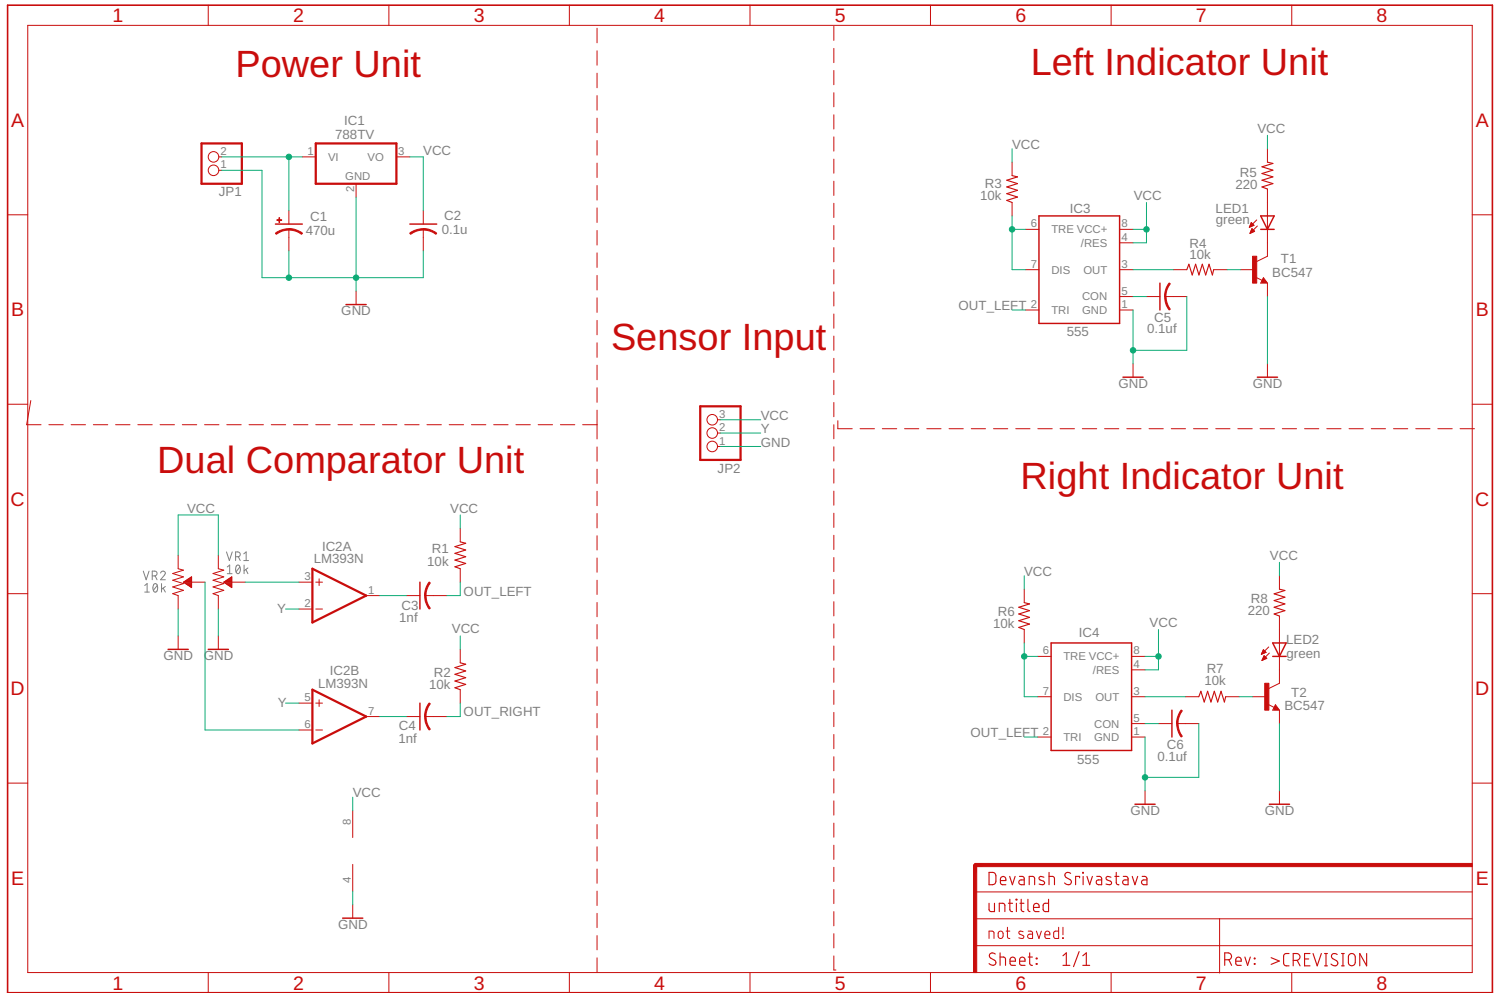 1 2 3 4 5 6 7 8
A
B
C
D
E
Power Unit
IC1
788TV
2
1
JP1
1
VI
VO
3
VCC
GND
2
C1
470u
C2
0.1u
GND
Sensor Input
3
VCC
2
Y
1
GND
JP2
Left Indicator Unit
VCC
R3
10k
IC3
VCC
6
TRE
VCC+
8
/RES
4
7
DIS
OUT
3
CON
5
OUT_LEFT
2
TRI
GND
1
555
R4
10k
C5
0.1uf
GND
VCC
R5
220
LED1
green
T1
BC547
GND
Dual Comparator Unit
VCC
VR2
10k
VR1
10k
GND
GND
IC2A
LM393N
3
+
Y
2
−
1
C3
1nf
VCC
R1
10k
OUT_LEFT
IC2B
LM393N
Y
5
+
6
−
7
C4
1nf
VCC
R2
10k
OUT_RIGHT
VCC
8
4
GND
Right Indicator Unit
VCC
R6
10k
IC4
VCC
6
TRE
VCC+
8
/RES
4
7
DIS
OUT
3
CON
5
OUT_LEFT
2
TRI
GND
1
555
R7
10k
C6
0.1uf
GND
VCC
R8
220
LED2
green
T2
BC547
GND
A
B
C
D
E
Devansh Srivastava
untitled
not saved!
Sheet: 1/1
Rev: >CREVISION
1 2 3 4 5 6 7 8